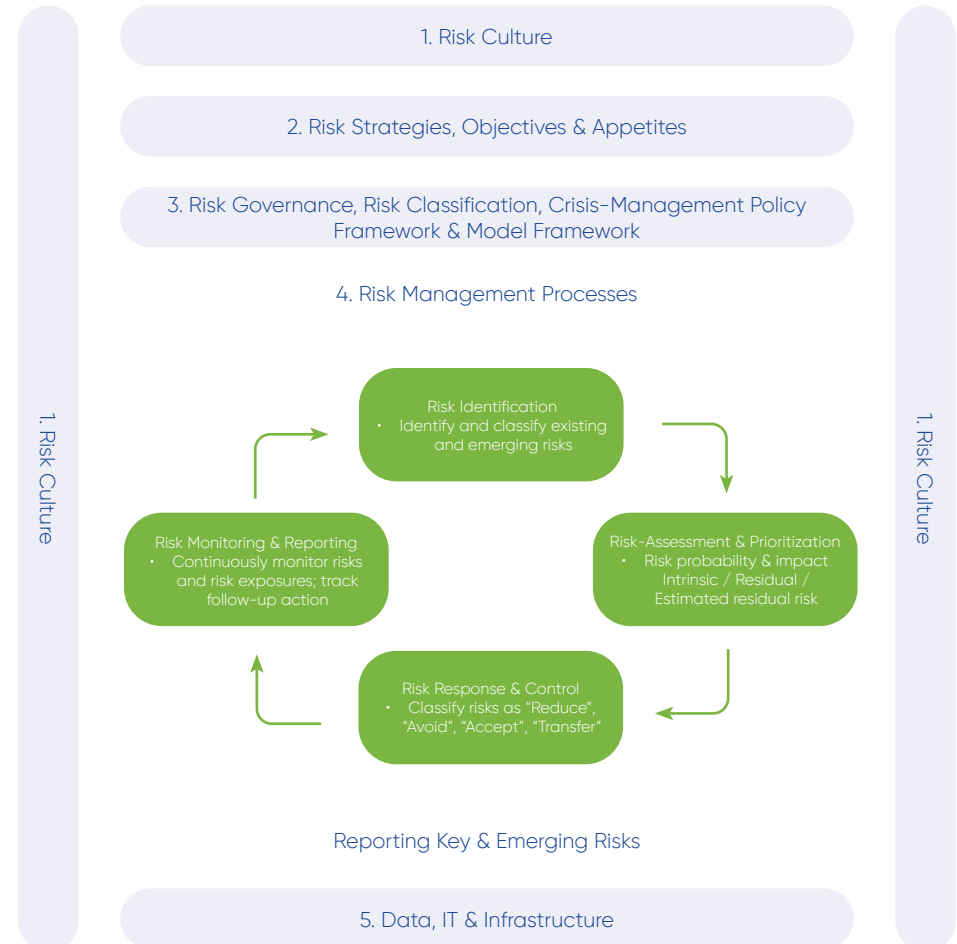 1. Risk Culture
2. Risk Strategies, Objectives & Appetites
3. Risk Governance, Risk Classification, Crisis-Management Policy
Framework & Model Framework
4. Risk Management Processes
1. Risk Culture
1. Risk Culture
Risk Identification
• Identify and classify existing
and emerging risks
Risk Monitoring & Reporting
• Continuously monitor risks
and risk exposures; track
follow-up action
Risk-Assessment & Prioritization
• Risk probability & impact
Intrinsic / Residual /
Estimated residual risk
Risk Response & Control
• Classify risks as “Reduce”,
“Avoid”, “Accept”, “Transfer”
Reporting Key & Emerging Risks
5. Data, IT & Infrastructure